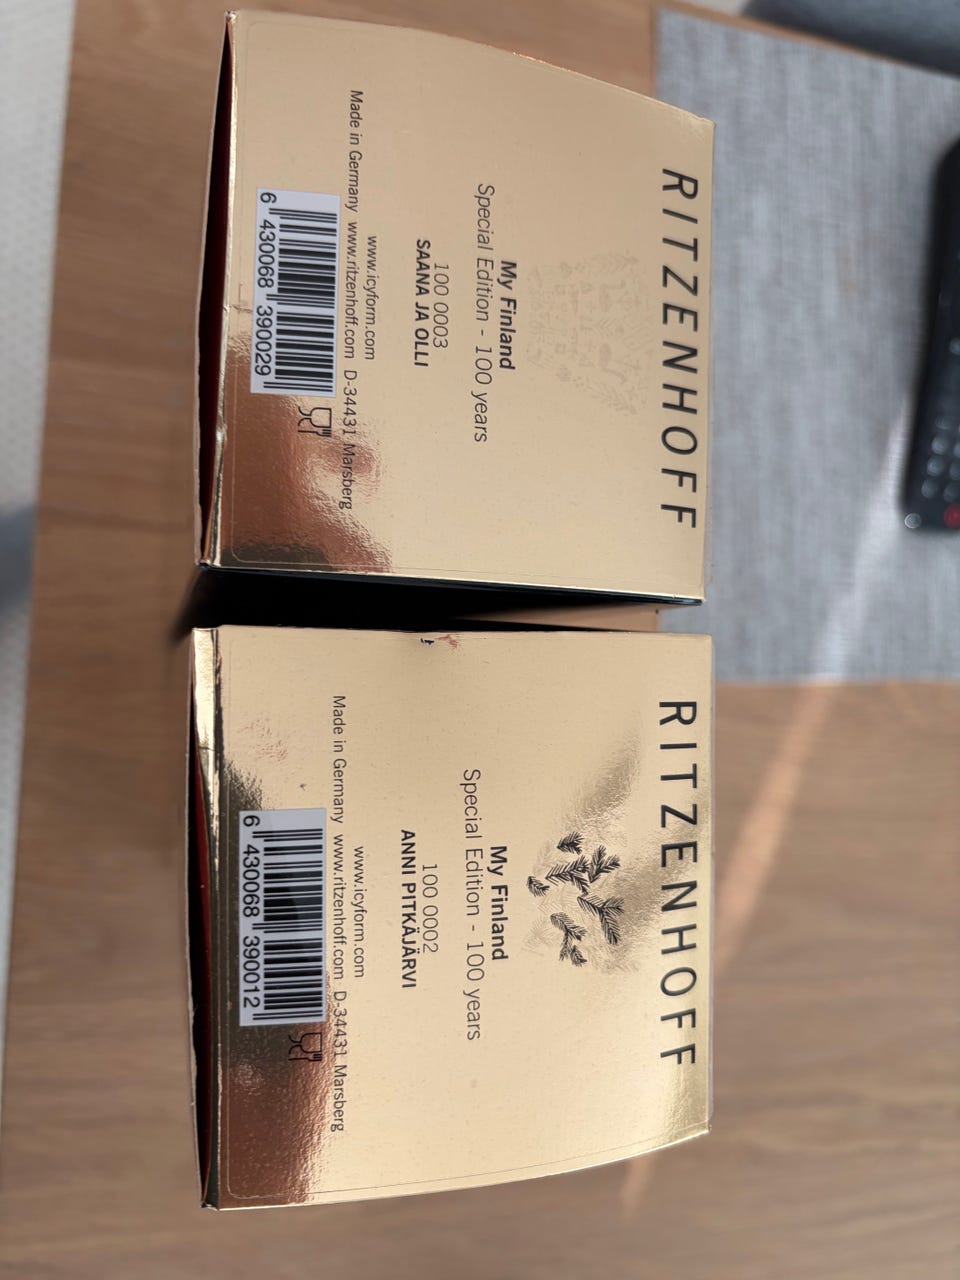 RITZENHOFF
My Finland
Special Edition - 100 years
100 0003
SAANA JA OLLI
www.icyform.com
Made in Germany www.ritzenhoff.com D-34431 Marsberg
6 430068 390029
RITZENHOFF
My Finland
Special Edition - 100 years
100 0002
ANNI PITKÄJÄRVI
www.icyform.com
Made in Germany www.ritzenhoff.com D-34431 Marsberg
6 430068 390012